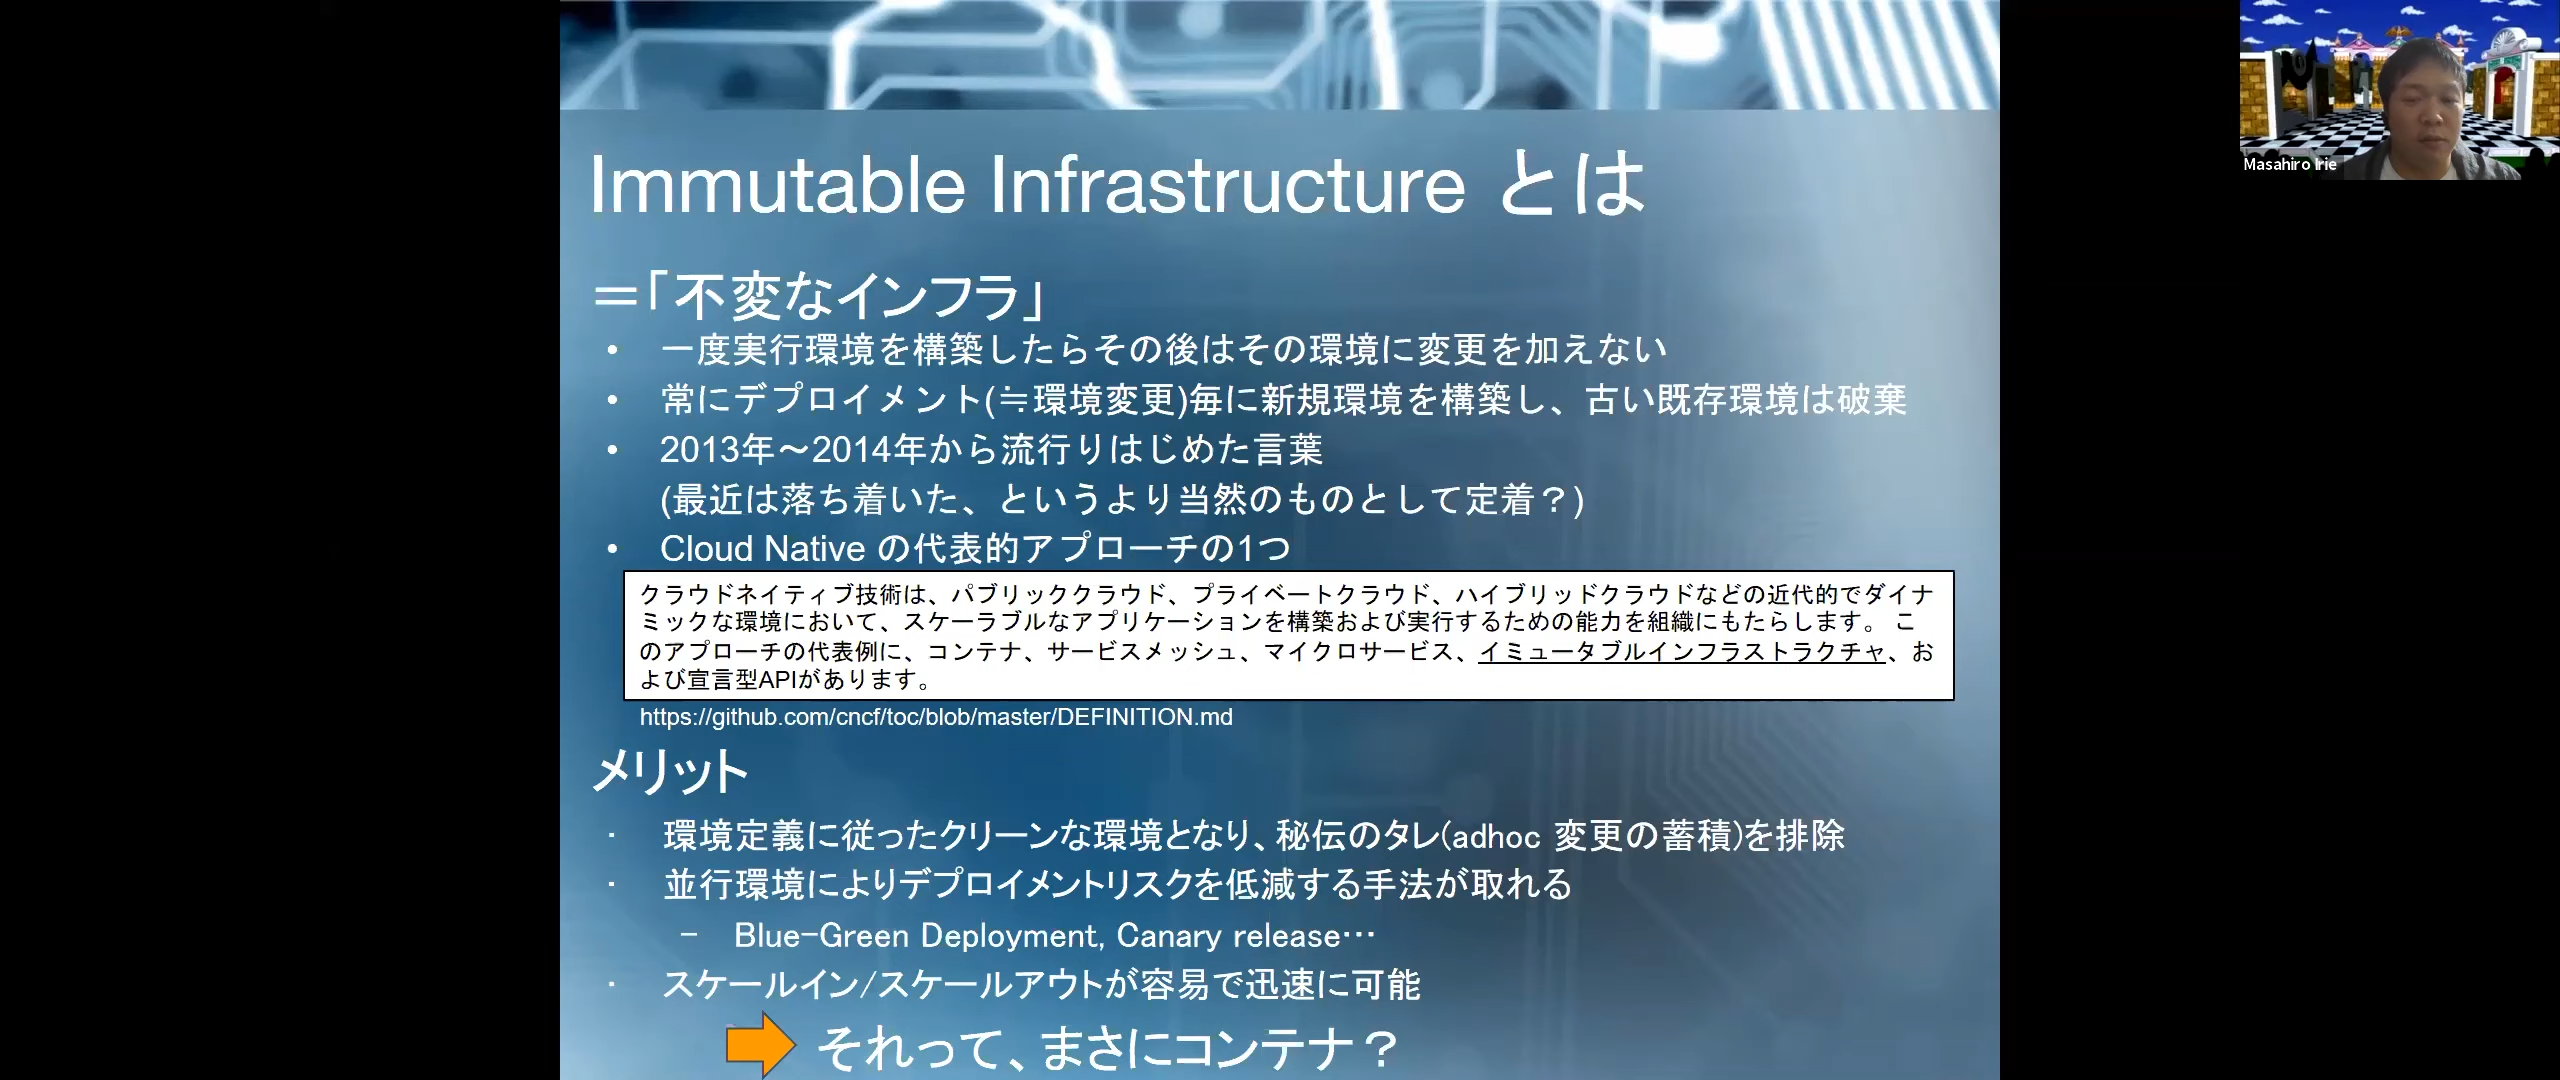 Immutable Infrastructure とは
＝「不変なインフラ」
• 一度実行環境を構築したらその後はその環境に変更を加えない
• 常にデプロイメント(≒環境変更)毎に新規環境を構築し、古い既存環境は破棄
• 2013年～2014年から流行りはじめた言葉
(最近は落ち着いた、というより当然のものとして定着？)
• Cloud Native の代表的アプローチの1つ
クラウドネイティブ技術は、パブリッククラウド、プライベートクラウド、ハイブリッドクラウドなどの近代的でダイナ
ミックな環境において、スケーラブルなアプリケーションを構築および実行するための能力を組織にもたらします。 こ
のアプローチの代表例に、コンテナ、サービスメッシュ、マイクロサービス、イミュータブルインフラストラクチャ、お
よび宣言型APIがあります。
https://github.com/cncf/toc/blob/master/DEFINITION.md
メリット
・ 環境定義に従ったクリーンな環境となり、秘伝のタレ(adhoc 変更の蓄積)を排除
・ 並行環境によりデプロイメントリスクを低減する手法が取れる
− Blue-Green Deployment, Canary release…
・ スケールイン/スケールアウトが容易で迅速に可能
それって、まさにコンテナ？
Masahiro Irie